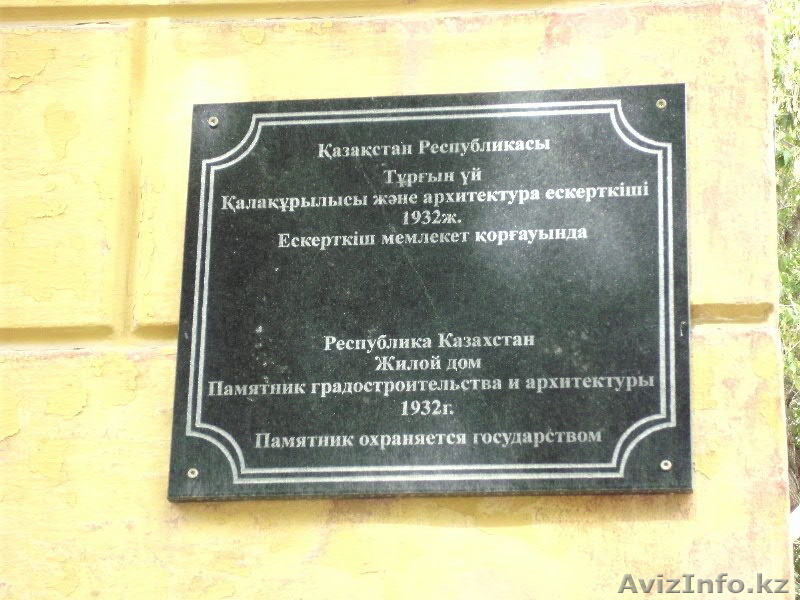 Қазақстан Республикасы
Тұрғын үй
Қалақұрылысы және архитектура ескерткіші
1932ж.
Ескерткіш мемлекет қорғауында
Республика Казахстан
Жилой дом
Памятник градостроительства и архитектуры
1932г.
Памятник охраняется государством
AvizInfo.kz